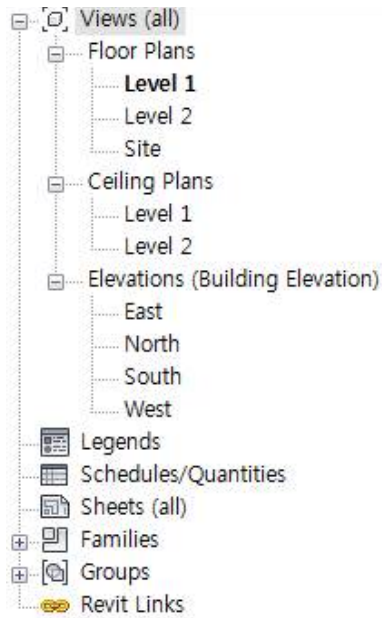 Views (all)
Floor Plans
Level 1
Level 2
Site
Ceiling Plans
Level 1
Level 2
Elevations (Building Elevation)
East
North
South
West
Legends
Schedules/Quantities
Sheets (all)
Families
Groups
Revit Links